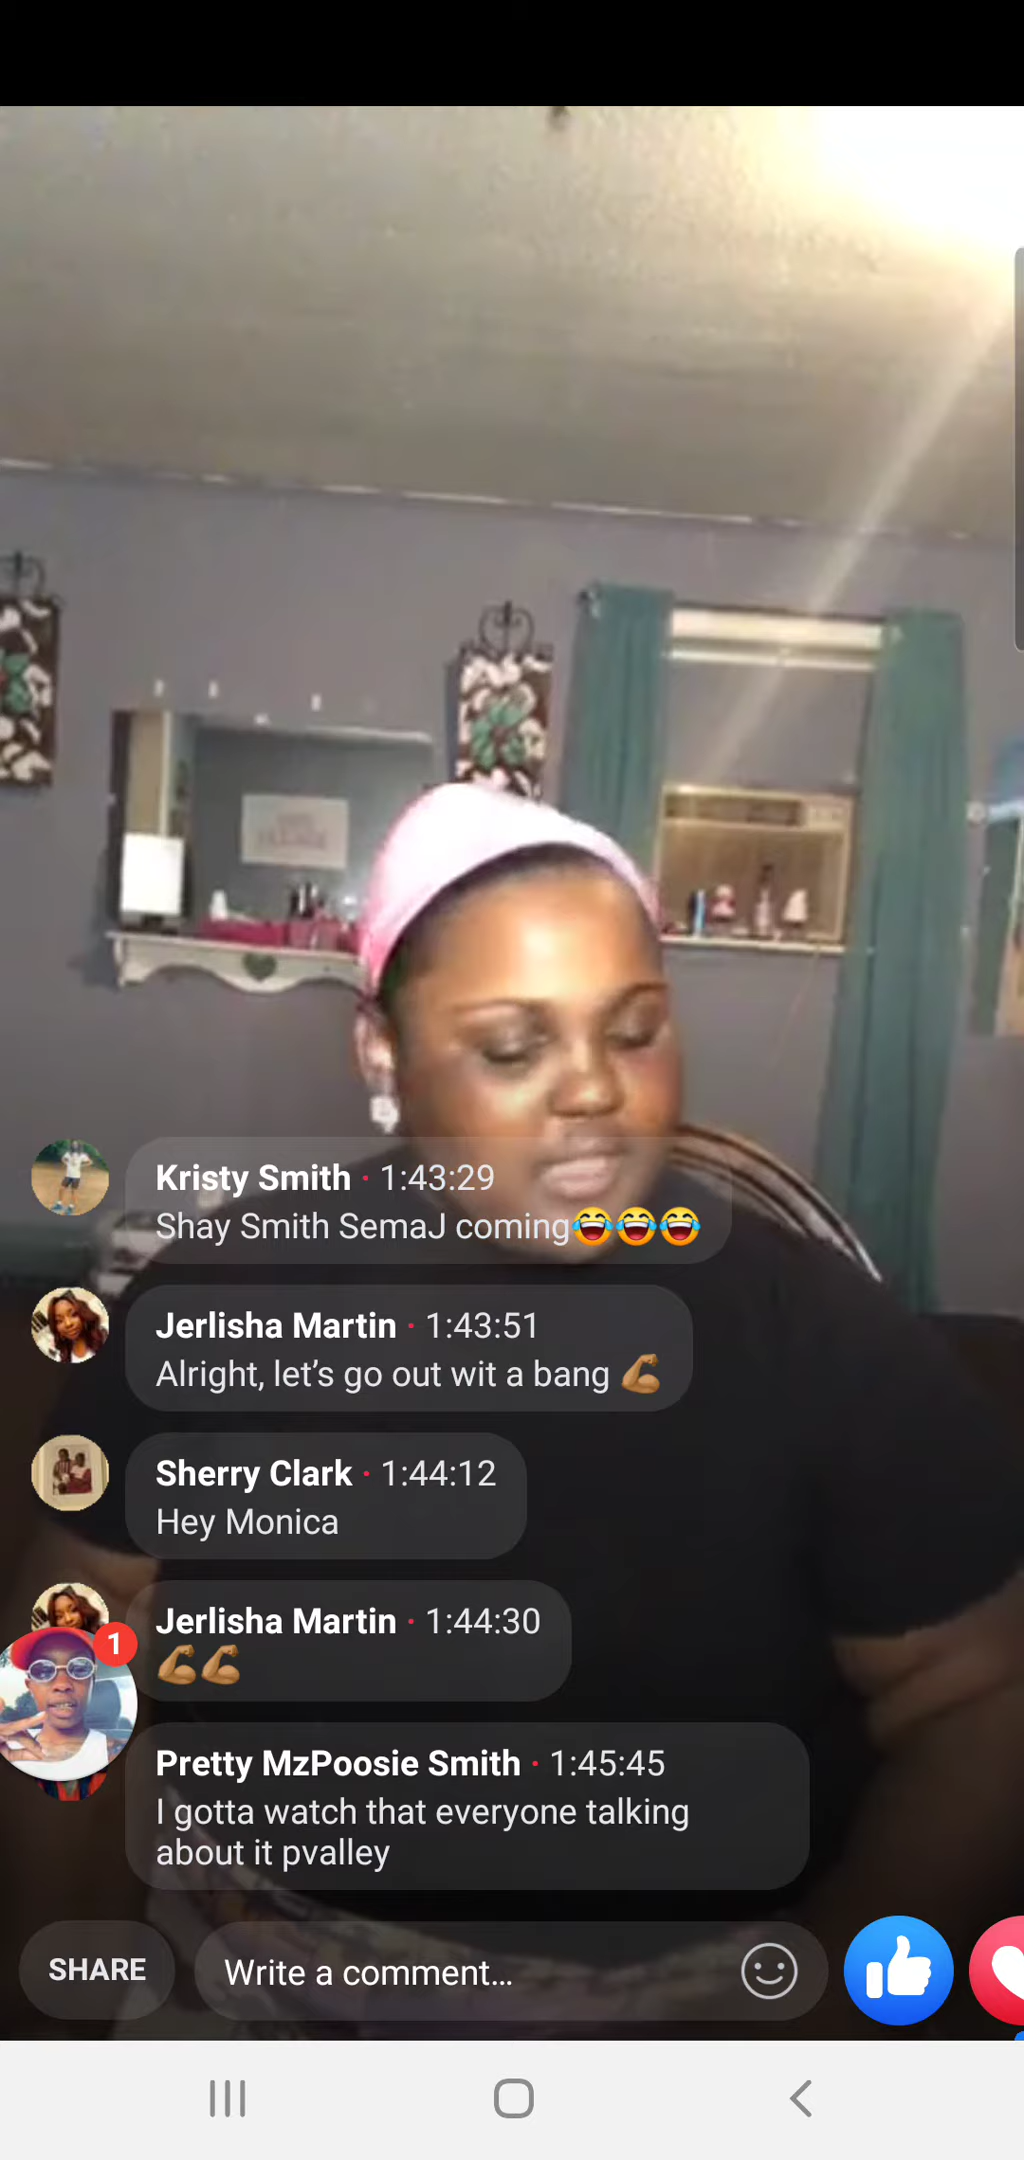 Kristy Smith · 1:43:29
Shay Smith SemaJ coming😂😂😂
Jerlisha Martin · 1:43:51
Alright, let’s go out wit a bang 💪🏾
Sherry Clark · 1:44:12
Hey Monica
Jerlisha Martin · 1:44:30
💪🏾💪🏾
1
Pretty MzPoosie Smith · 1:45:45
I gotta watch that everyone talking
about it pvalley
SHARE
Write a comment...